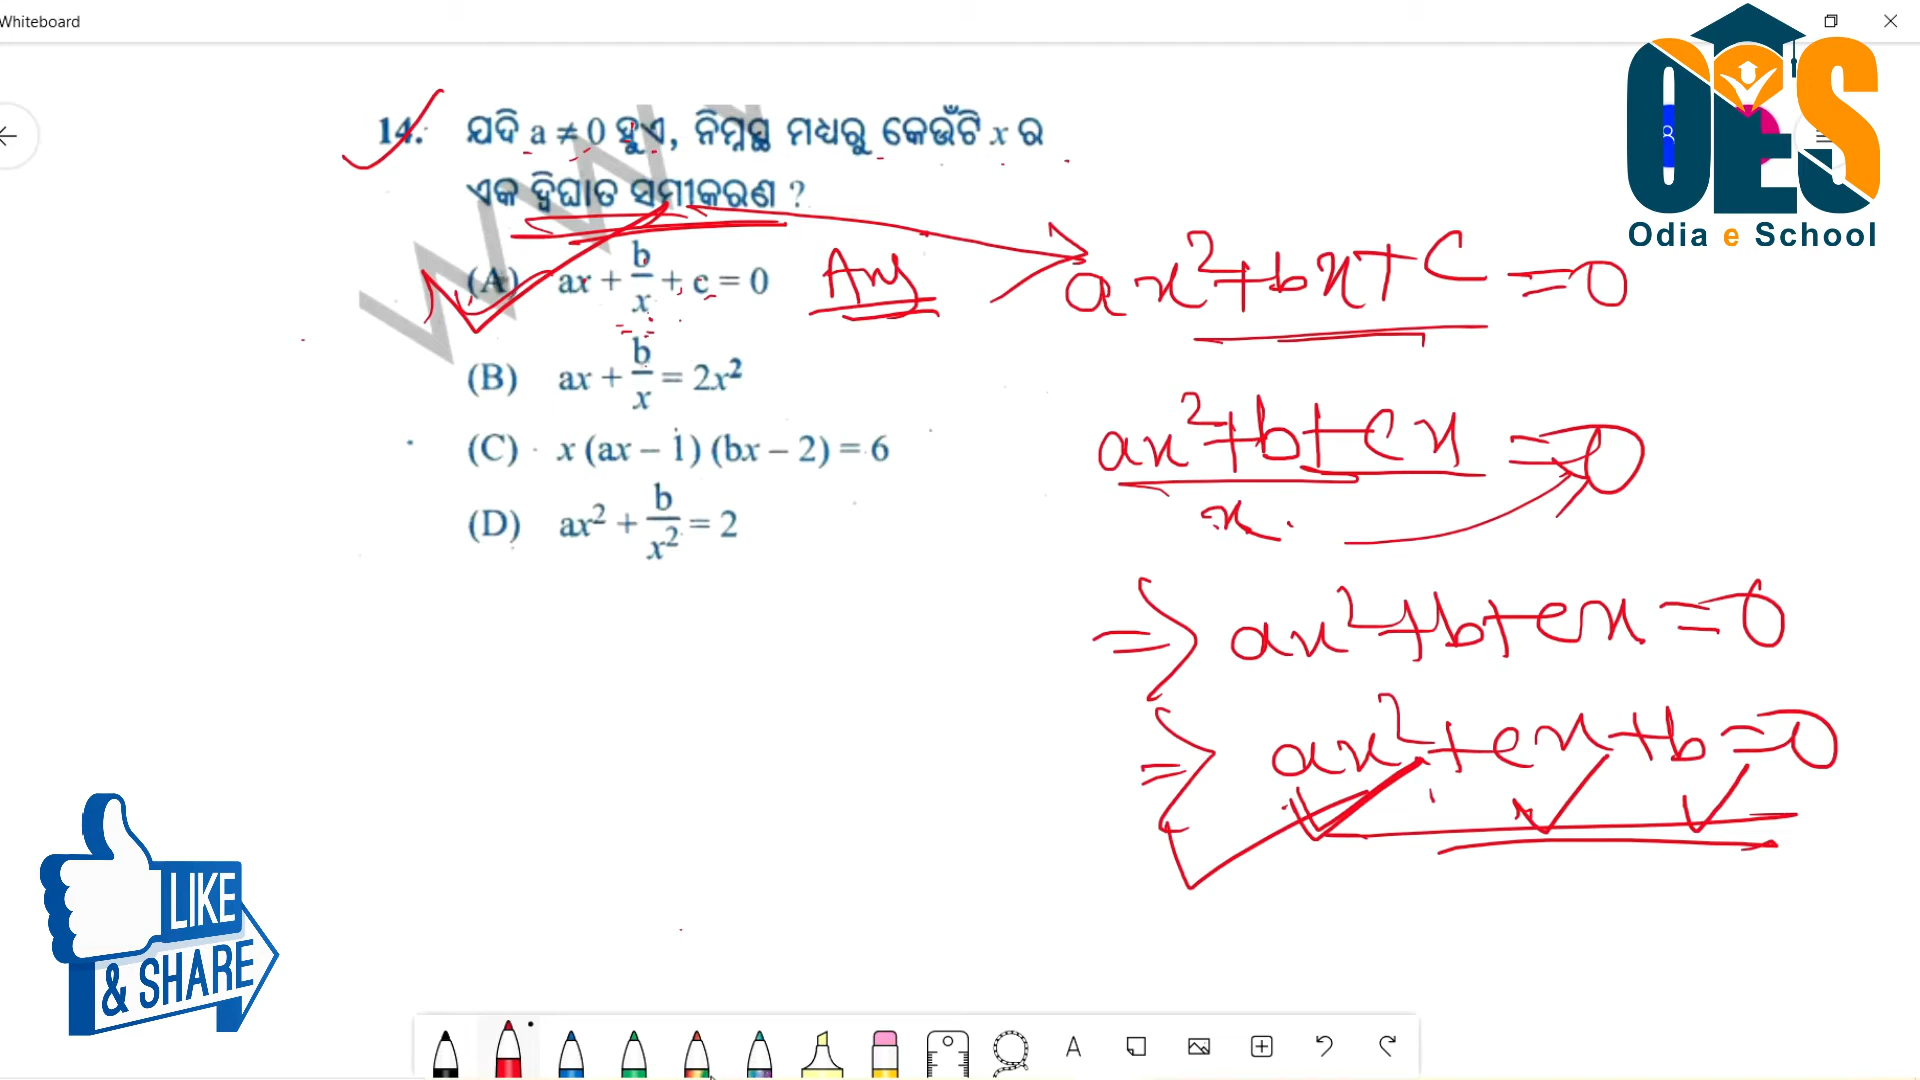 Whiteboard
OES
Odia e School
14. ଯଦି a ≠ 0 ହୁଏ, ନିମ୍ନସ୍ଥ ମଧ୍ୟରୁ କେଉଁଟି x ର
ଏକ ଦ୍ୱିଘାତ ସମୀକରଣ ?
(A) ax + b/x + c = 0
Ans
(B) ax + b/x = 2x²
(C) x (ax – 1) (bx – 2) = 6
(D) ax² + b/x² = 2
ax² + bx + c = 0
(ax² + b + cx)/x = 0
=> ax² + b + cx = 0
=> ax² + cx + b = 0
LIKE
& SHARE